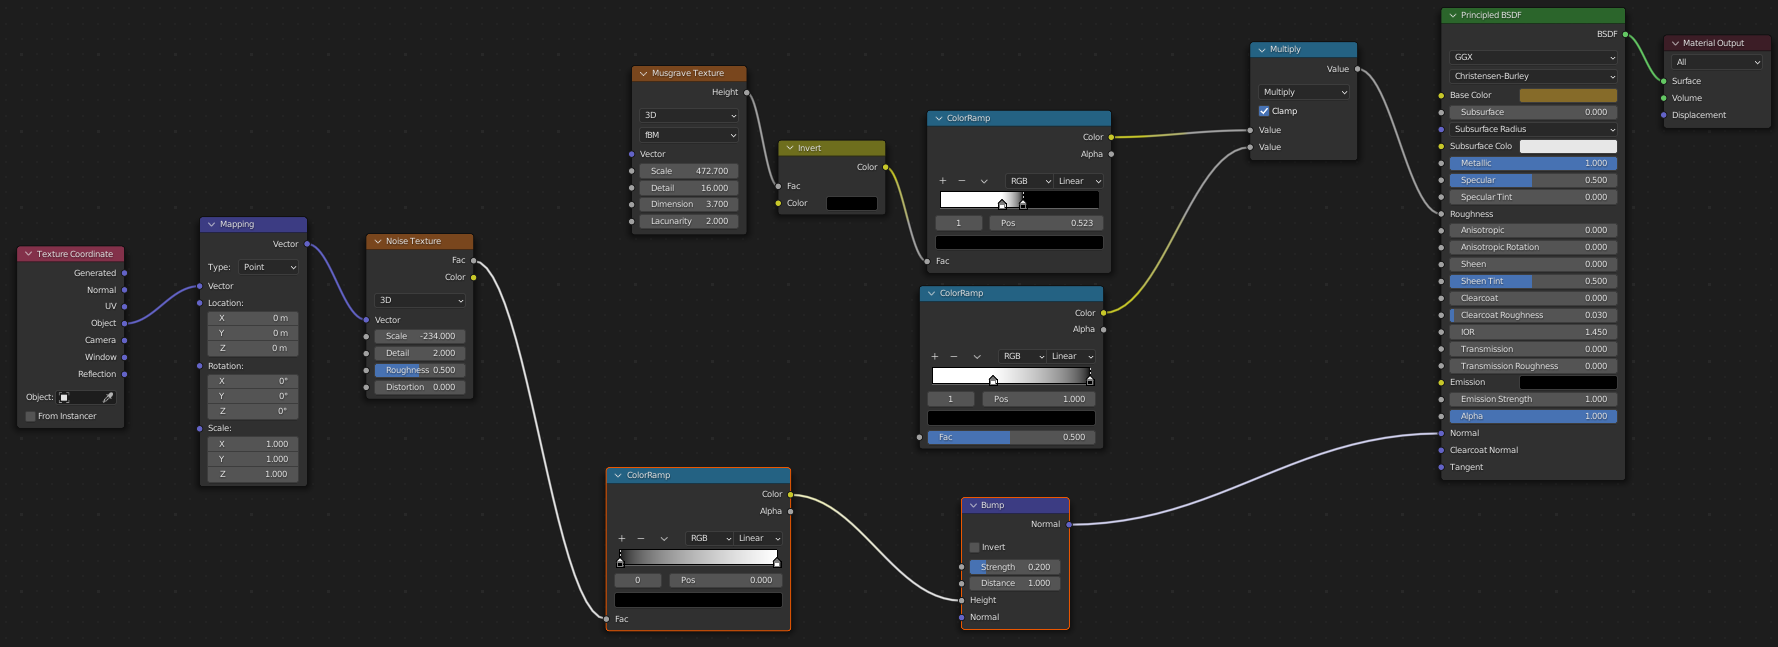 Texture Coordinate
Generated
Normal
UV
Object
Camera
Window
Reflection
Object:
From Instancer
Mapping
Vector
Type: Point
Vector
Location:
X 0 m
Y 0 m
Z 0 m
Rotation:
X 0°
Y 0°
Z 0°
Scale:
X 1.000
Y 1.000
Z 1.000
Noise Texture
Fac
Color
3D
Vector
Scale -234.000
Detail 2.000
Roughness 0.500
Distortion 0.000
Musgrave Texture
Height
3D
fBM
Vector
Scale 472.700
Detail 16.000
Dimension 3.700
Lacunarity 2.000
Invert
Color
Fac
Color
ColorRamp
Color
Alpha
+ − RGB Linear
1 Pos 0.523
Fac
ColorRamp
Color
Alpha
+ − RGB Linear
1 Pos 1.000
Fac 0.500
ColorRamp
Color
Alpha
+ − RGB Linear
0 Pos 0.000
Fac
Bump
Normal
Invert
Strength 0.200
Distance 1.000
Height
Normal
Multiply
Value
Multiply
Clamp
Value
Value
Principled BSDF
BSDF
GGX
Christensen-Burley
Base Color
Subsurface 0.000
Subsurface Radius
Subsurface Colo
Metallic 1.000
Specular 0.500
Specular Tint 0.000
Roughness
Anisotropic 0.000
Anisotropic Rotation 0.000
Sheen 0.000
Sheen Tint 0.500
Clearcoat 0.000
Clearcoat Roughness 0.030
IOR 1.450
Transmission 0.000
Transmission Roughness 0.000
Emission
Emission Strength 1.000
Alpha 1.000
Normal
Clearcoat Normal
Tangent
Material Output
All
Surface
Volume
Displacement